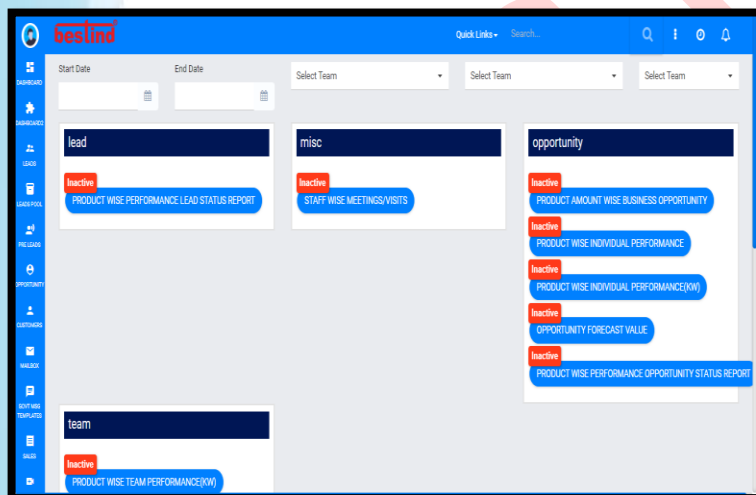 bestind
Quick Links
Search...
DASHBOARD
DASHBOARD2
LEADS
LEADS POOL
PRE LEADS
OPPORTUNITY
CUSTOMERS
MAILBOX
GOVT MSG
TEMPLATES
SALES
Start Date
End Date
Select Team
Select Team
Select Team
lead
Inactive
PRODUCT WISE PERFORMANCE LEAD STATUS REPORT
misc
Inactive
STAFF WISE MEETINGS/VISITS
opportunity
Inactive
PRODUCT AMOUNT WISE BUSINESS OPPORTUNITY
Inactive
PRODUCT WISE INDIVIDUAL PERFORMANCE
Inactive
PRODUCT WISE INDIVIDUAL PERFORMANCE(KW)
Inactive
OPPORTUNITY FORECAST VALUE
Inactive
PRODUCT WISE PERFORMANCE OPPORTUNITY STATUS REPORT
team
Inactive
PRODUCT WISE TEAM PERFORMANCE(KW)